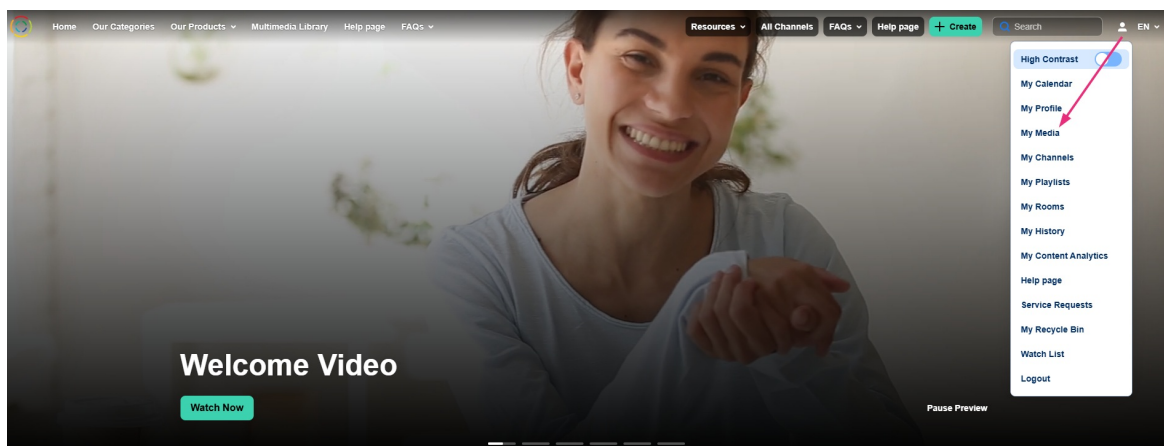 Home Our Categories Our Products Multimedia Library Help page FAQs Resources All Channels FAQs Help page + Create Search EN
High Contrast
My Calendar
My Profile
My Media
My Channels
My Playlists
My Rooms
My History
My Content Analytics
Help page
Service Requests
My Recycle Bin
Watch List
Logout
Welcome Video
Watch Now
Pause Preview